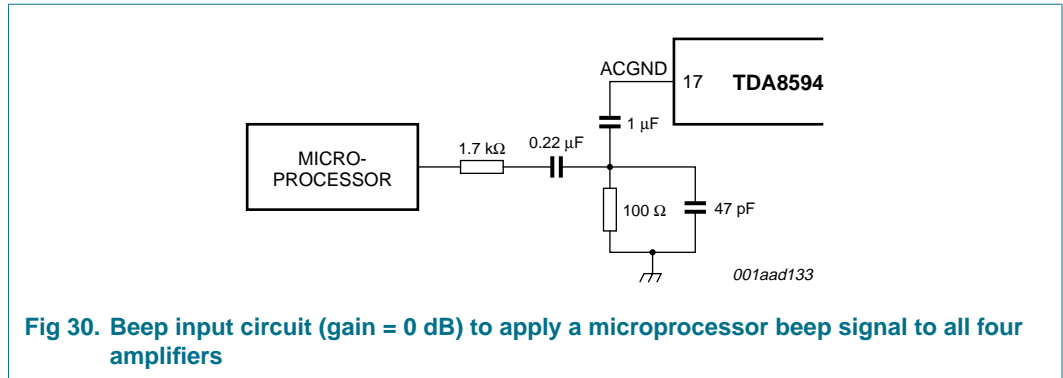 ACGND
17
TDA8594
1 μF
0.22 μF
1.7 kΩ
MICRO-
PROCESSOR
100 Ω
47 pF
001aad133
Fig 30. Beep input circuit (gain = 0 dB) to apply a microprocessor beep signal to all four
amplifiers